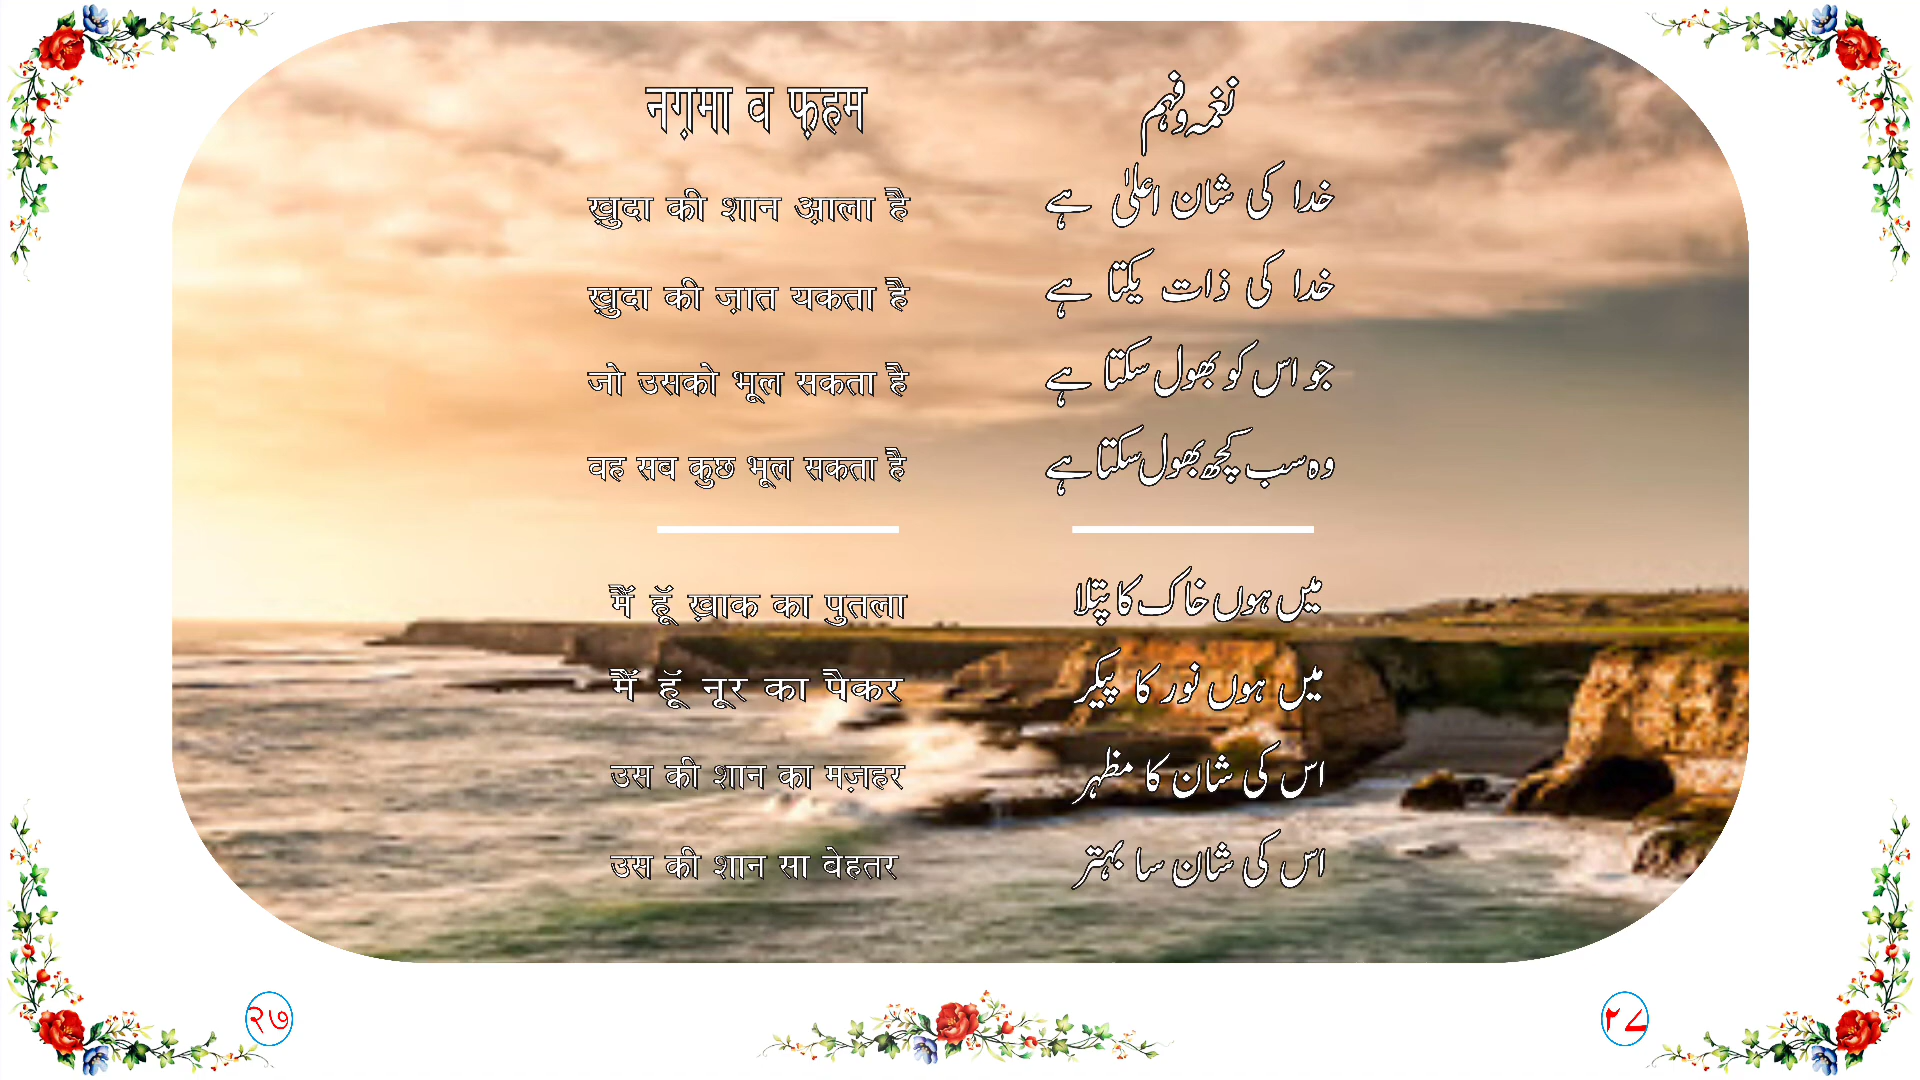 नग़मा व फ़हम
ख़ुदा की शान आ़ला है
ख़ुदा की ज़ात यकता है
जो उसको भूल सकता है
वह सब कुछ भूल सकता है
मैं हूँ ख़ाक का पुतला
मैं हूँ नूर का पैकर
उस की शान का मज़हर
उस की शान सा वेहतर
२७
نغمہ و فہم
خدا کی شان اعلیٰ ہے
خدا کی ذات یکتا ہے
جو اس کو بھول سکتا ہے
وہ سب کچھ بھول سکتا ہے
میں ہوں خاک کا پتلا
میں ہوں نور کا پیکر
اس کی شان کا مظہر
اس کی شان سا بہتر
۲۷